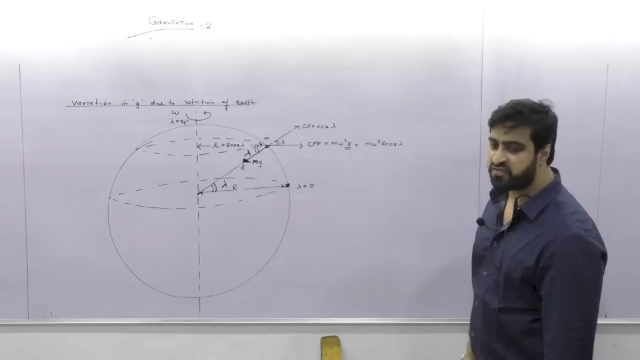 GRAVITATION - 2
Variation in 'g' due to rotation of earth
ω
λ=90°
CFF cos λ
m
λ
r = R cos λ
CFF = mω²r = mω²R cos λ
λ
mg
λ
R
λ = 0